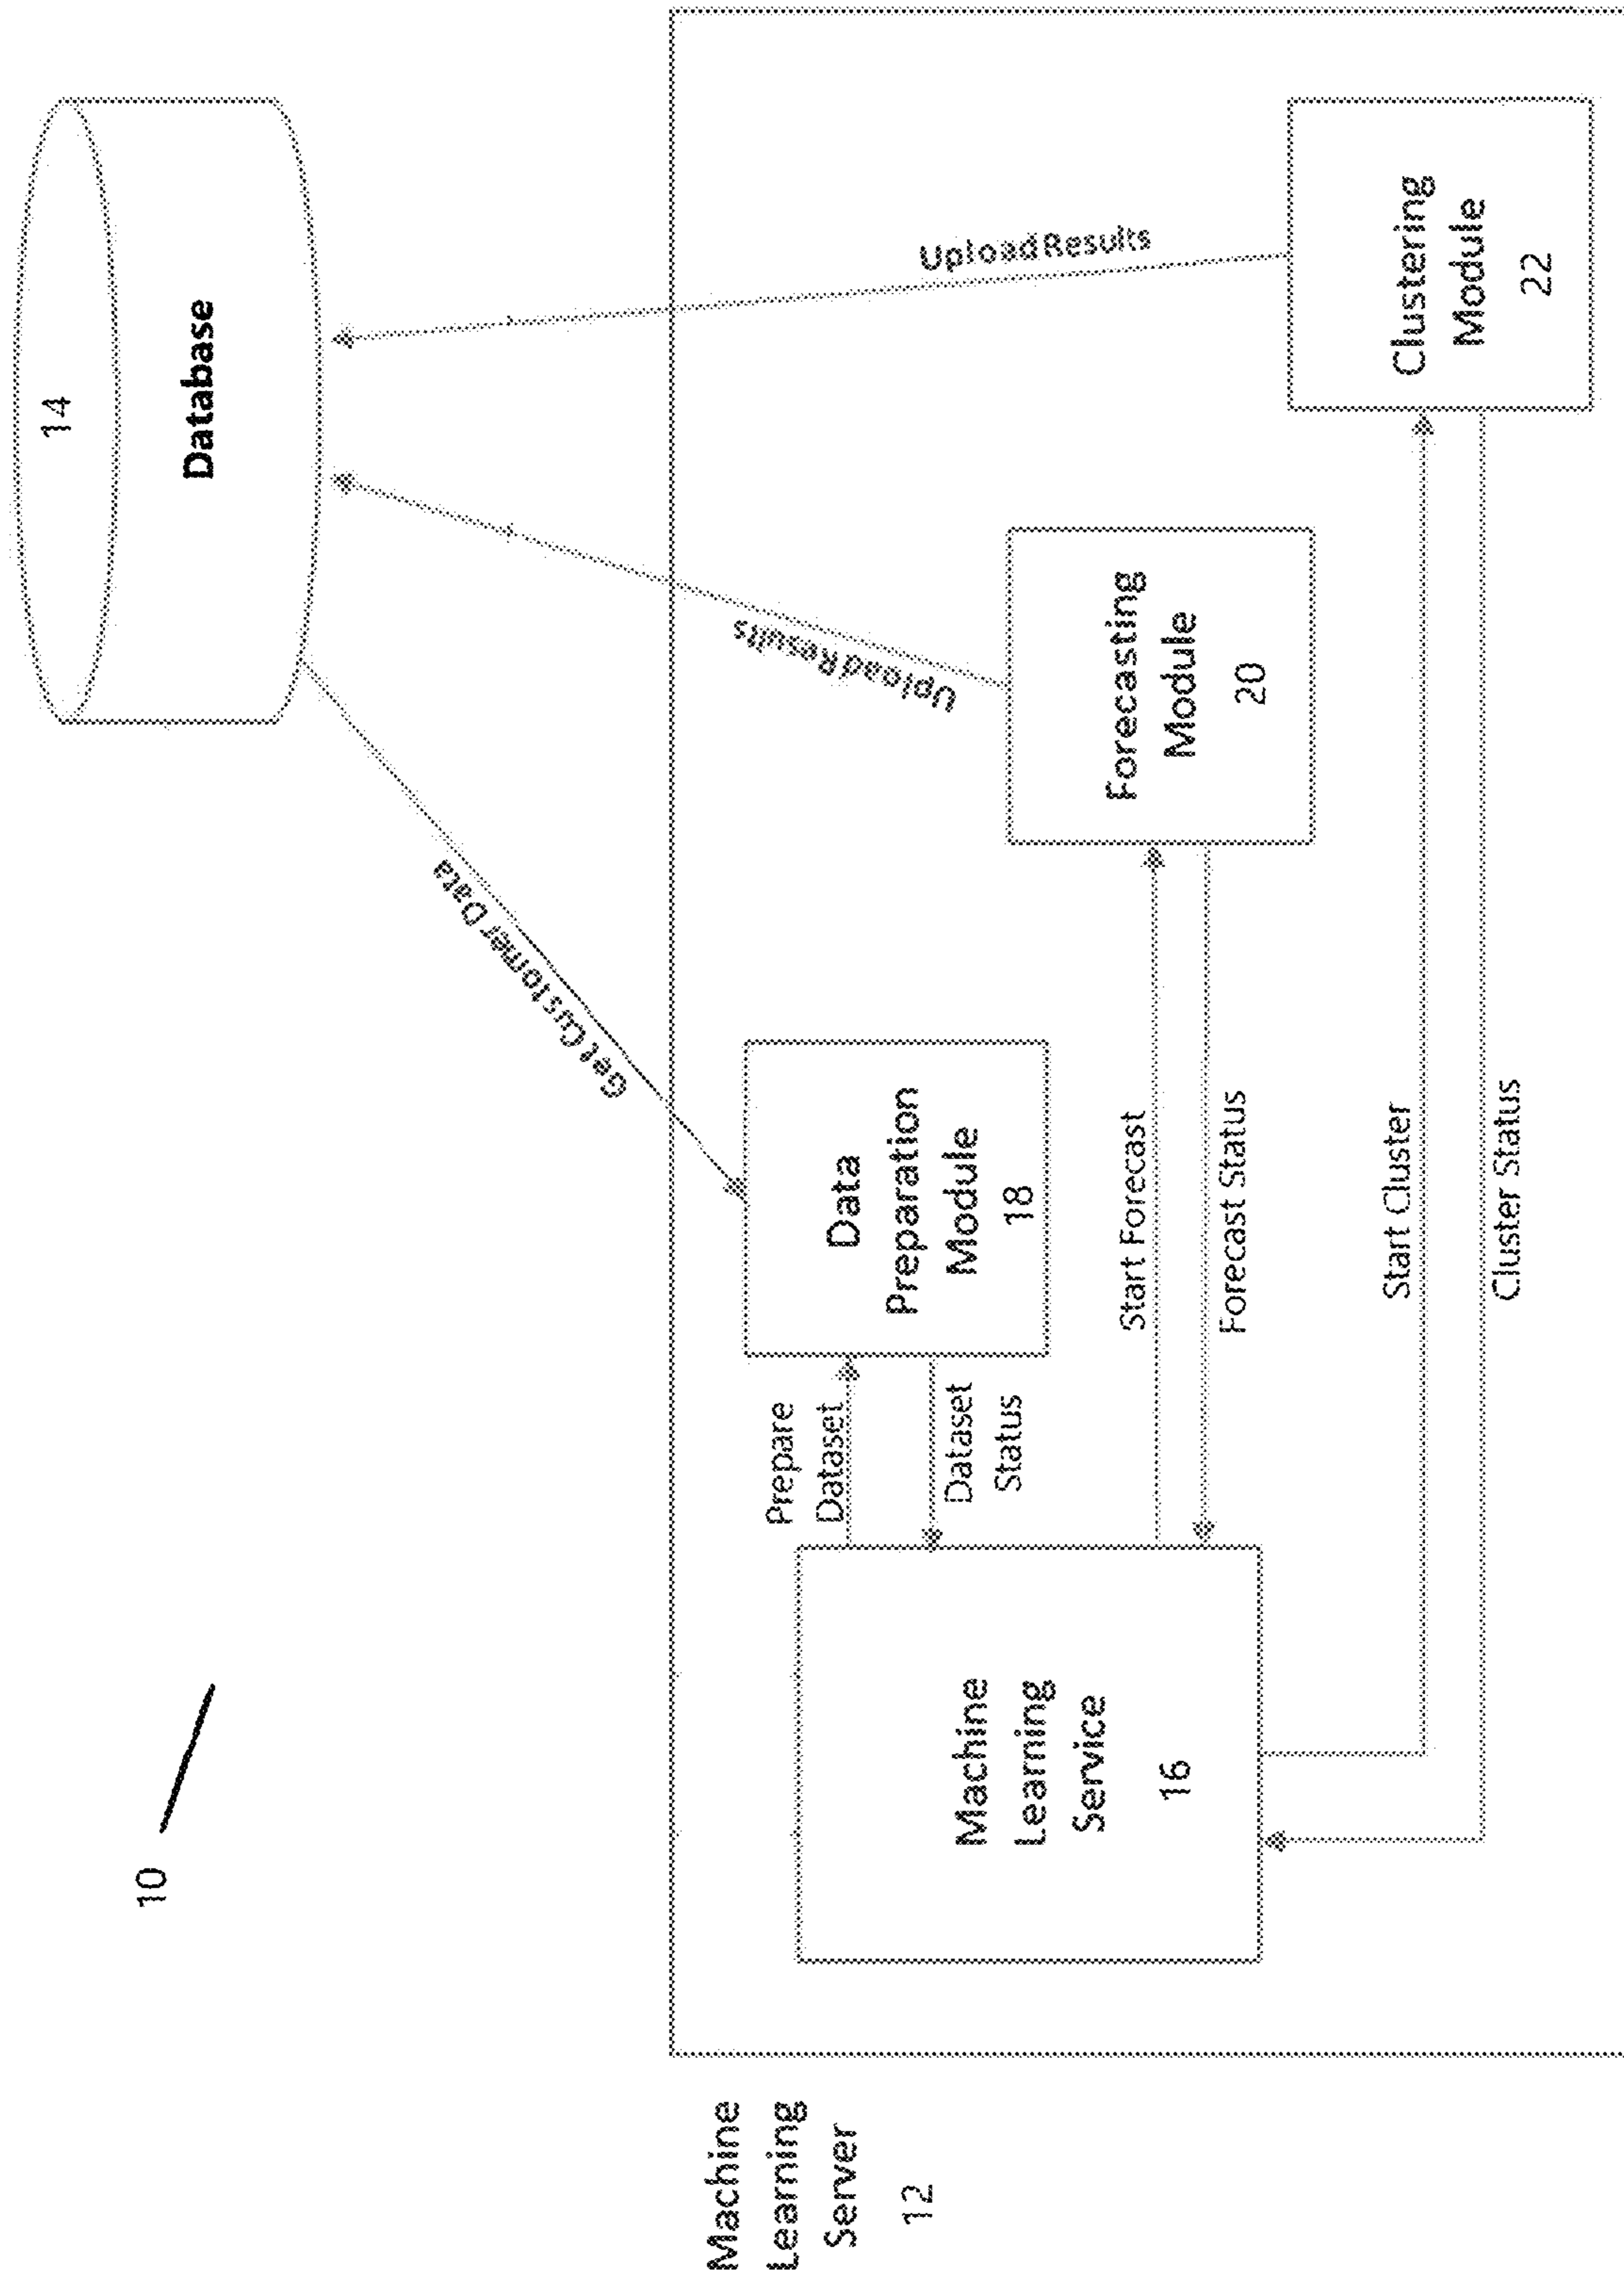 10
14
Database
Get Customer Data
Upload Results
Upload Results
Machine
Learning
Server
12
Machine
Learning
Service
16
Prepare
Dataset
Dataset
Status
Data
Preparation
Module
18
Start Forecast
Forecast Status
Forecasting
Module
20
Start Cluster
Cluster Status
Clustering
Module
22